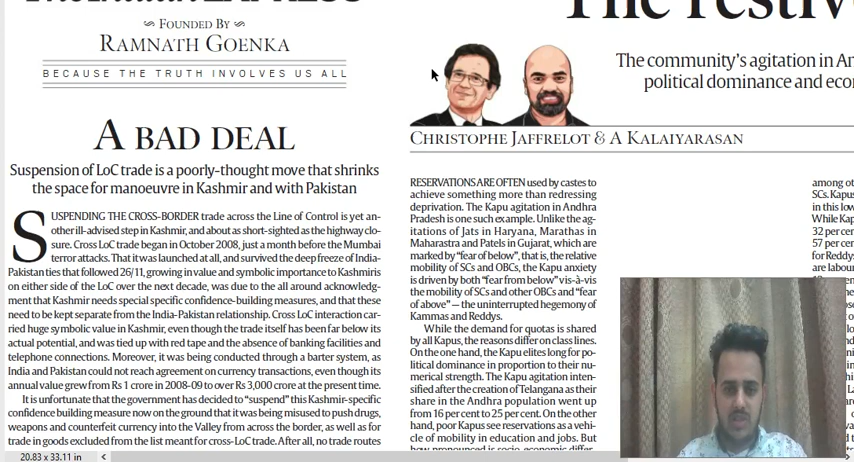 The Indian EXPRESS
FOUNDED BY
RAMNATH GOENKA
BECAUSE THE TRUTH INVOLVES US ALL
A BAD DEAL
Suspension of LoC trade is a poorly-thought move that shrinks
the space for manoeuvre in Kashmir and with Pakistan
SUSPENDING THE CROSS-BORDER trade across the Line of Control is yet an-
other ill-advised step in Kashmir, and about as short-sighted as the highway clo-
sure. Cross LoC trade began in October 2008, just a month before the Mumbai
terror attacks. That it was launched at all, and survived the deep freeze of India-
Pakistan ties that followed 26/11, growing in value and symbolic importance to Kashmiris
on either side of the LoC over the next decade, was due to the all around acknowledg-
ment that Kashmir needs special specific confidence-building measures, and that these
need to be kept separate from the India-Pakistan relationship. Cross LoC interaction car-
ried huge symbolic value in Kashmir, even though the trade itself has been far below its
actual potential, and was tied up with red tape and the absence of banking facilities and
telephone connections. Moreover, it was being conducted through a barter system, as
India and Pakistan could not reach agreement on currency transactions, even though its
annual value grew from Rs 1 crore in 2008-09 to over Rs 3,000 crore at the present time.
It is unfortunate that the government has decided to “suspend” this Kashmir-specific
confidence building measure now on the ground that it was being misused to push drugs,
weapons and counterfeit currency into the Valley from across the border, as well as for
trade in goods excluded from the list meant for cross-LoC trade. After all, no trade routes
20.83 x 33.11 in
The Festive
The community’s agitation in An
political dominance and eco
CHRISTOPHE JAFFRELOT & A KALAIYARASAN
RESERVATIONS ARE OFTEN used by castes to
achieve something more than redressing
deprivation. The Kapu agitation in Andhra
Pradesh is one such example. Unlike the ag-
itations of Jats in Haryana, Marathas in
Maharastra and Patels in Gujarat, which are
marked by “fear of below”, that is, the relative
mobility of SCs and OBCs, the Kapu anxiety
is driven by both “fear from below” vis-à-vis
the mobility of SCs and other OBCs and “fear
of above” — the uninterrupted hegemony of
Kammas and Reddys.
While the demand for quotas is shared
by all Kapus, the reasons differ on class lines.
On the one hand, the Kapu elites long for po-
litical dominance in proportion to their nu-
merical strength. The Kapu agitation inten-
sified after the creation of Telangana as their
share in the Andhra population went up
from 16 per cent to 25 per cent. On the other
hand, poor Kapus see reservations as a vehi-
cle of mobility in education and jobs. But
how pronounced is socio-economic differ-
among ot
SCs. Kapus
in this low
While Kap
32 per cen
57 per cen
for Reddy
are labou